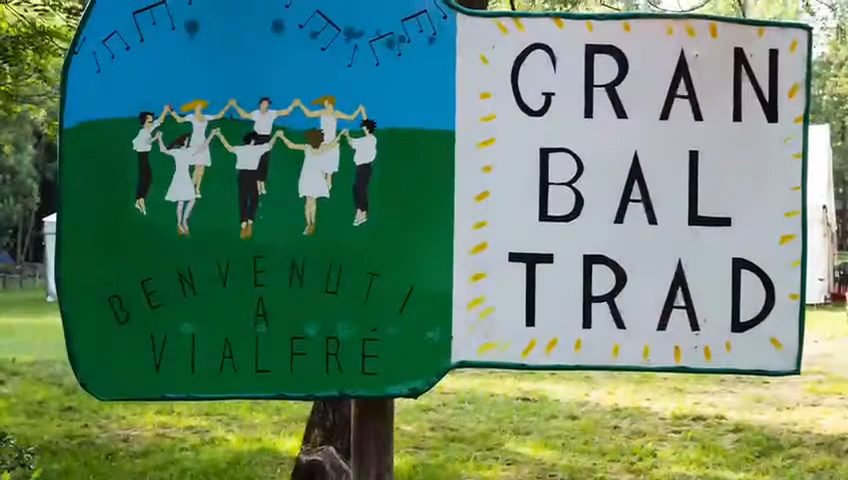 BENVENUTI
A
VIALFRÉ
GRAN
BAL
TRAD